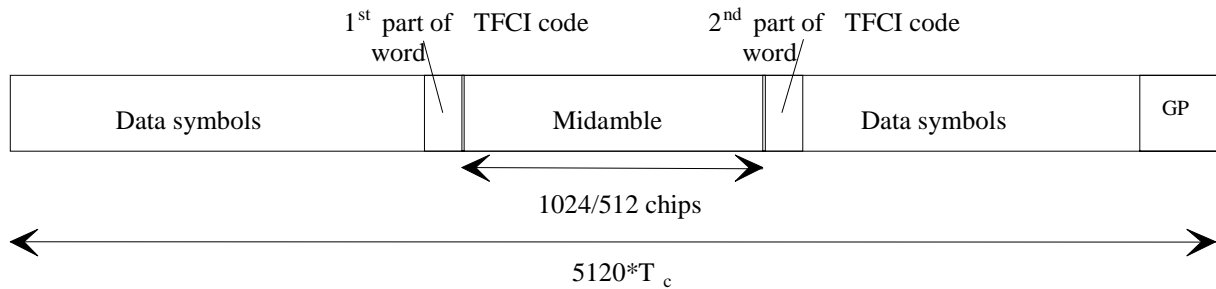 1st part of TFCI code
word
2nd part of TFCI code
word
Data symbols
Midamble
Data symbols
GP
1024/512 chips
5120*T c